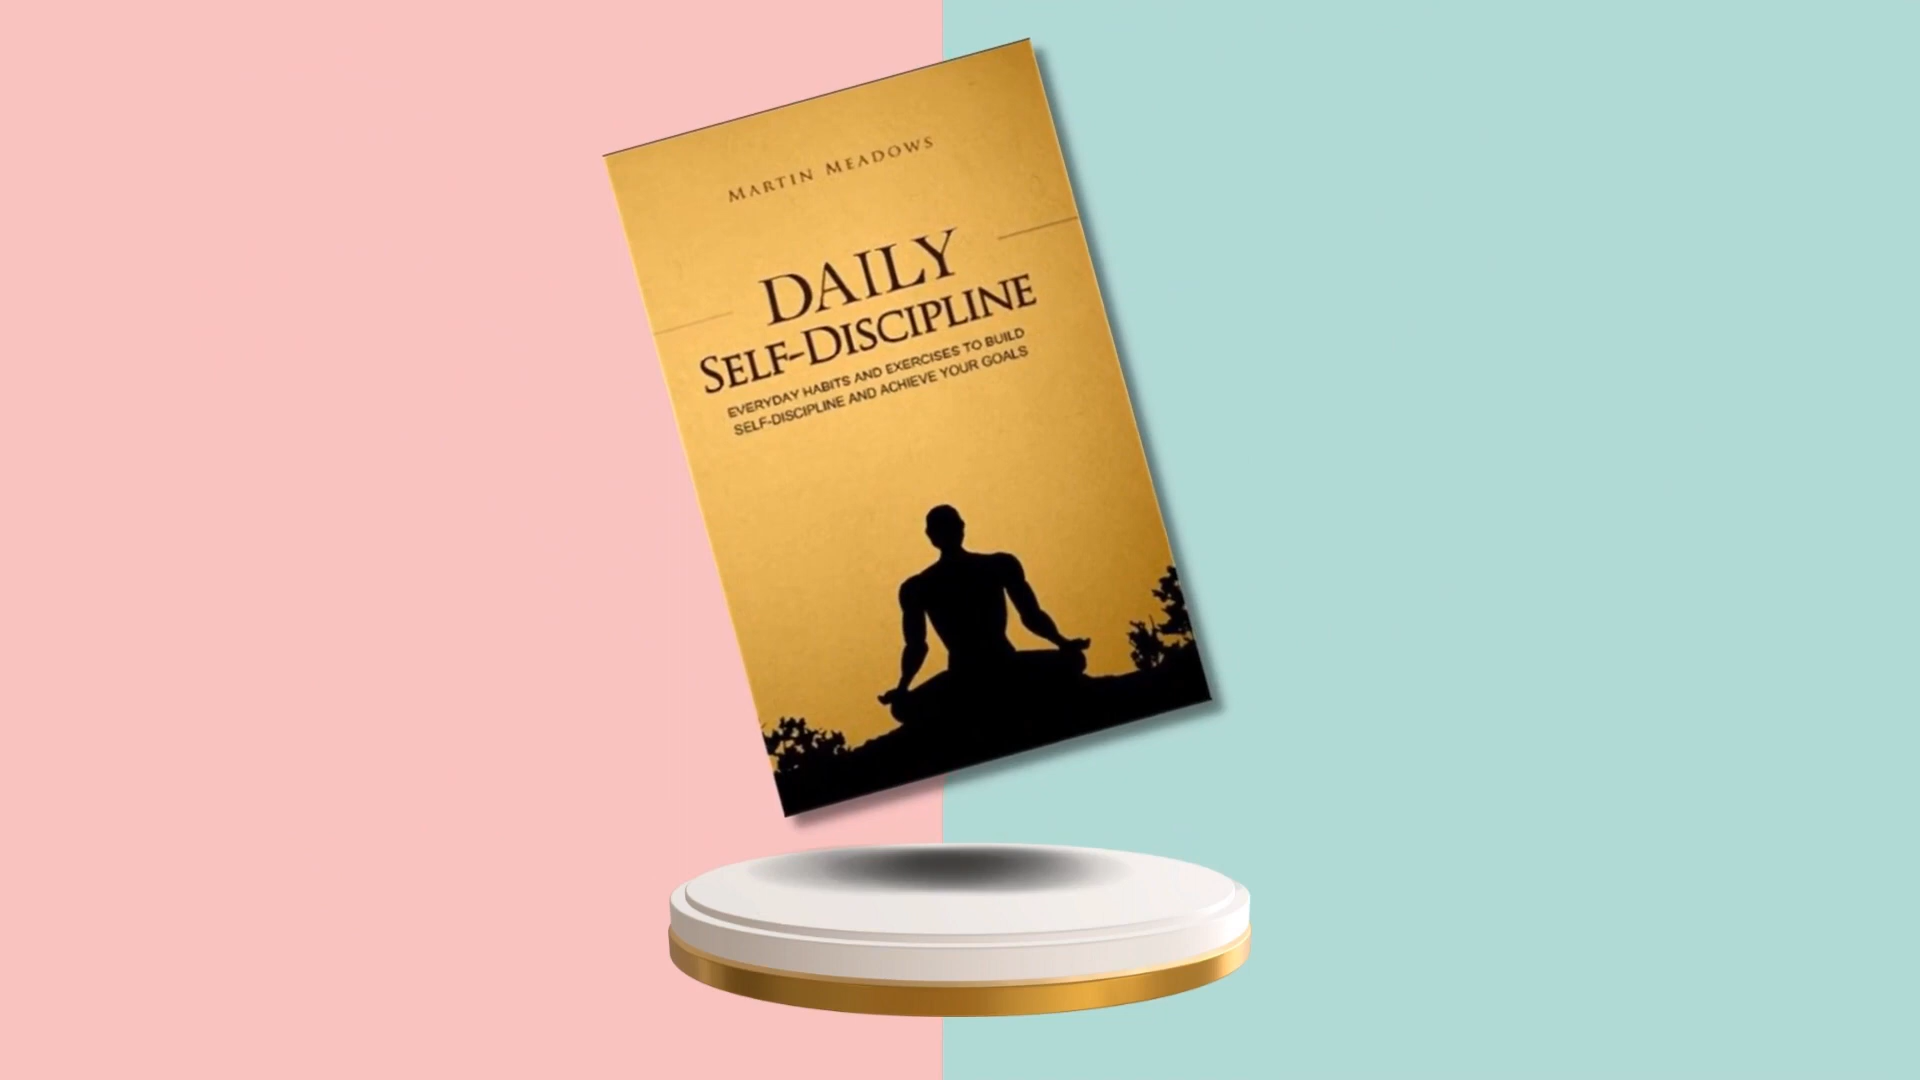 MARTIN MEADOWS
DAILY
SELF-DISCIPLINE
EVERYDAY HABITS AND EXERCISES TO BUILD
SELF-DISCIPLINE AND ACHIEVE YOUR GOALS